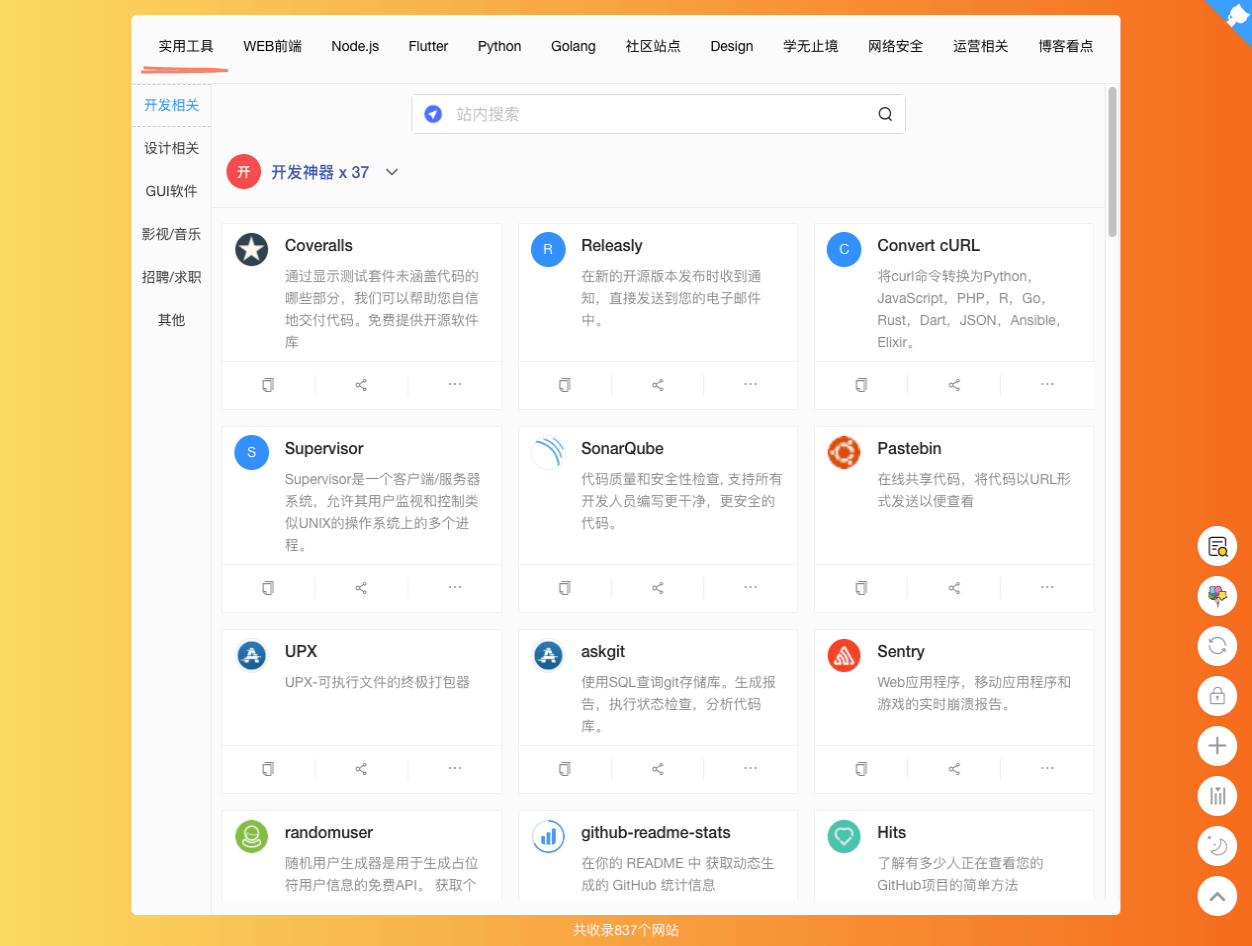 实用工具 WEB前端 Node.js Flutter Python Golang 社区站点 Design 学无止境 网络安全 运营相关 博客看点
开发相关
设计相关
GUI软件
影视/音乐
招聘/求职
其他
站内搜索
开 开发神器 x 37
Coveralls
通过显示测试套件未涵盖代码的
哪些部分，我们可以帮助您自信
地交付代码。免费提供开源软件
库
R
Releasly
在新的开源版本发布时收到通
知，直接发送到您的电子邮件
中。
C
Convert cURL
将curl命令转换为Python，
JavaScript，PHP，R，Go，
Rust，Dart，JSON，Ansible，
Elixir。
S
Supervisor
Supervisor是一个客户端/服务器
系统，允许其用户监视和控制类
似UNIX的操作系统上的多个进
程。
SonarQube
代码质量和安全性检查, 支持所有
开发人员编写更干净，更安全的
代码。
Pastebin
在线共享代码，将代码以URL形
式发送以便查看
UPX
UPX-可执行文件的终极打包器
askgit
使用SQL查询git存储库。生成报
告，执行状态检查，分析代码
库。
Sentry
Web应用程序，移动应用程序和
游戏的实时崩溃报告。
randomuser
随机用户生成器是用于生成占位
符用户信息的免费API。 获取个
github-readme-stats
在你的 README 中 获取动态生
成的 GitHub 统计信息
Hits
了解有多少人正在查看您的
GitHub项目的简单方法
共收录837个网站